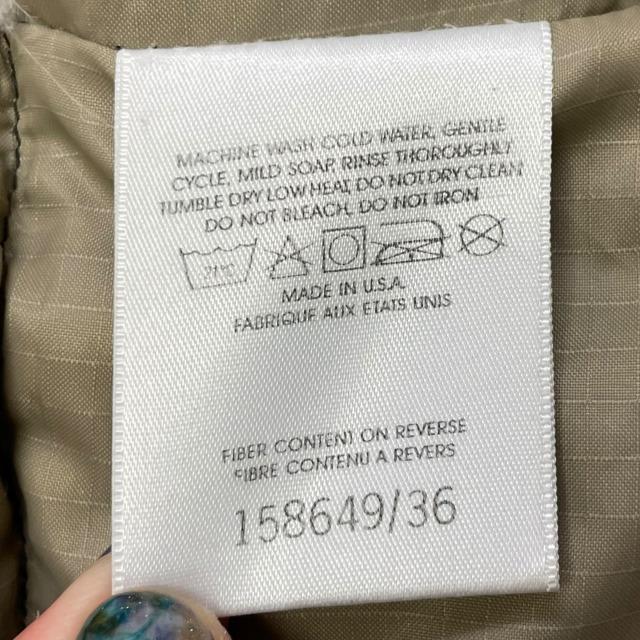 MACHINE WASH COLD WATER, GENTLE
CYCLE, MILD SOAP, RINSE THOROUGHLY
TUMBLE DRY LOW HEAT, DO NOT DRY CLEAN
DO NOT BLEACH, DO NOT IRON
21°C
MADE IN U.S.A.
FABRIQUE AUX ETATS UNIS
FIBER CONTENT ON REVERSE
FIBRE CONTENU A REVERS
158649/36